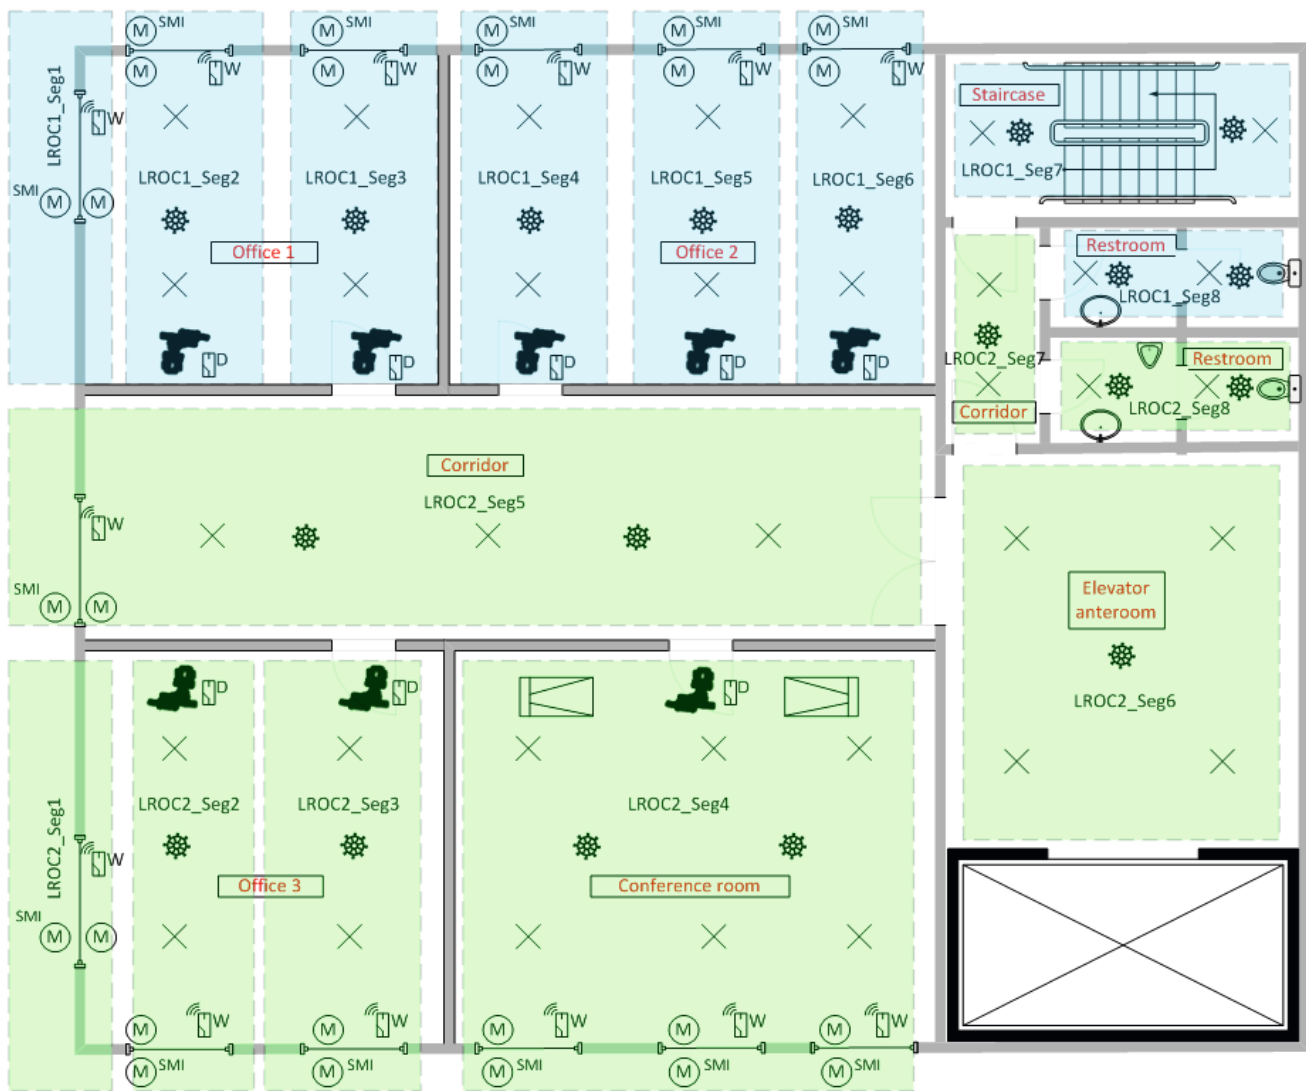 M SMI M SMI M SMI M SMI M SMI
M W M W M W M W M W
LROC1_Seg1
W
Staircase
LROC1_Seg2 LROC1_Seg3 LROC1_Seg4 LROC1_Seg5 LROC1_Seg6 LROC1_Seg7
SMI M M
Office 1 Office 2 Restroom
LROC1_Seg8
D D D D D
LROC2_Seg7 Restroom
Corridor LROC2_Seg8
Corridor
LROC2_Seg5
W
SMI
M M
Elevator
anteroom
D D D
LROC2_Seg6
LROC2_Seg1
LROC2_Seg2 LROC2_Seg3 LROC2_Seg4
W
Office 3 Conference room
SMI
M M
M W M W M W M W M W
M SMI M SMI M SMI M SMI M SMI